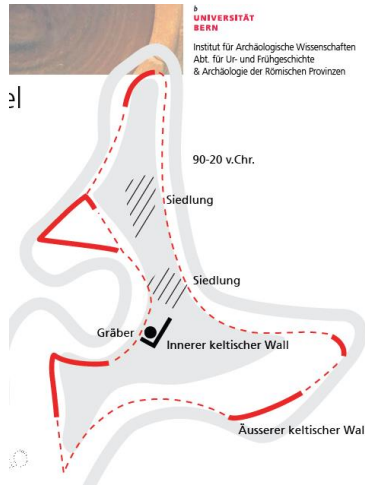 b
UNIVERSITÄT
BERN
Institut für Archäologische Wissenschaften
Abt. für Ur- und Frühgeschichte
& Archäologie der Römischen Provinzen
el
90-20 v.Chr.
Siedlung
Siedlung
Gräber
Innerer keltischer Wall
Äusserer keltischer Wal